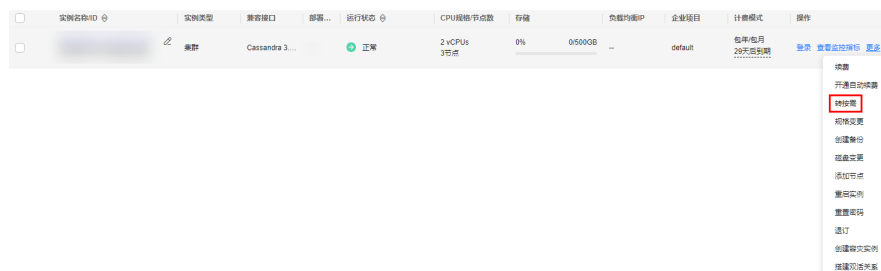 实例名称/ID 实例类型 兼容接口 部署... 运行状态 CPU规格/节点数 存储 负载均衡IP 企业项目 计费模式 操作
集群 Cassandra 3.... 正常 2 vCPUs 0% 0/500GB -- default 包年/包月 登录 查看监控指标 更多
3节点 29天后到期
续费
开通自动续费
转按需
规格变更
创建备份
磁盘变更
添加节点
重启实例
重置密码
退订
创建容灾实例
搭建双活关系